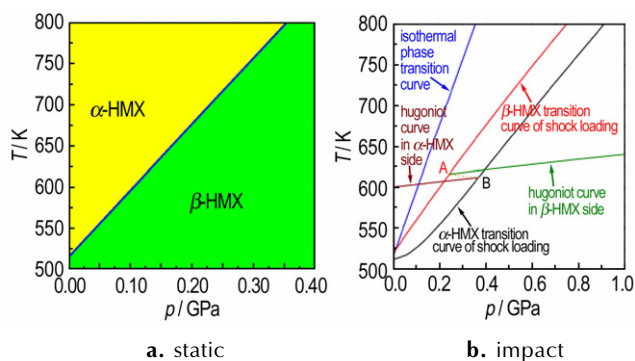 800
750
700
650
600
550
500
T/K
α-HMX
β-HMX
0.00 0.10 0.20 0.30 0.40
p/GPa
a. static
800
750
700
650
600
550
500
T/K
isothermal
phase
transition
curve
hugoniot
curve
in α-HMX
side
β-HMX transition
curve of shock loading
A
B
hugoniot curve
in β-HMX side
α-HMX transition
curve of shock loading
0.0 0.2 0.4 0.6 0.8 1.0
p/GPa
b. impact